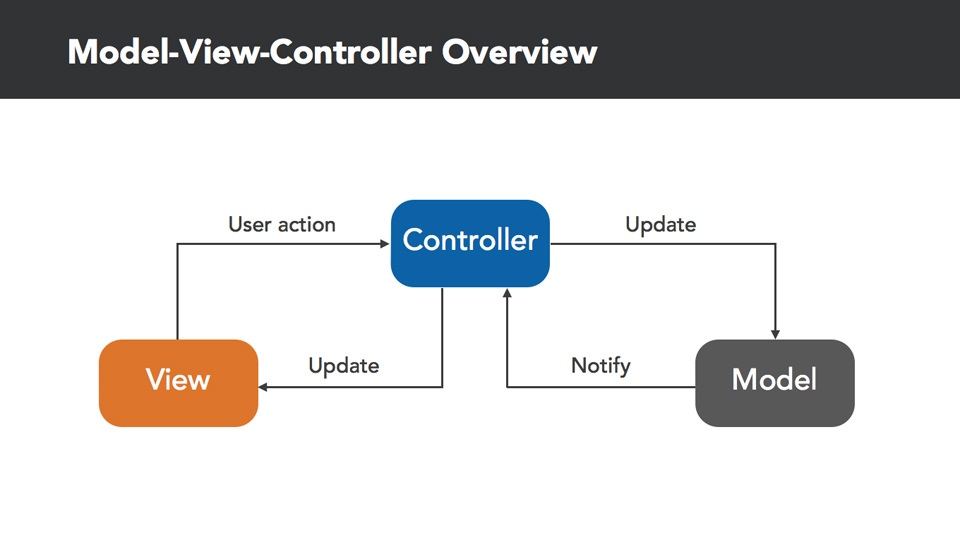 Model-View-Controller Overview
User action
Controller
Update
View
Update
Notify
Model